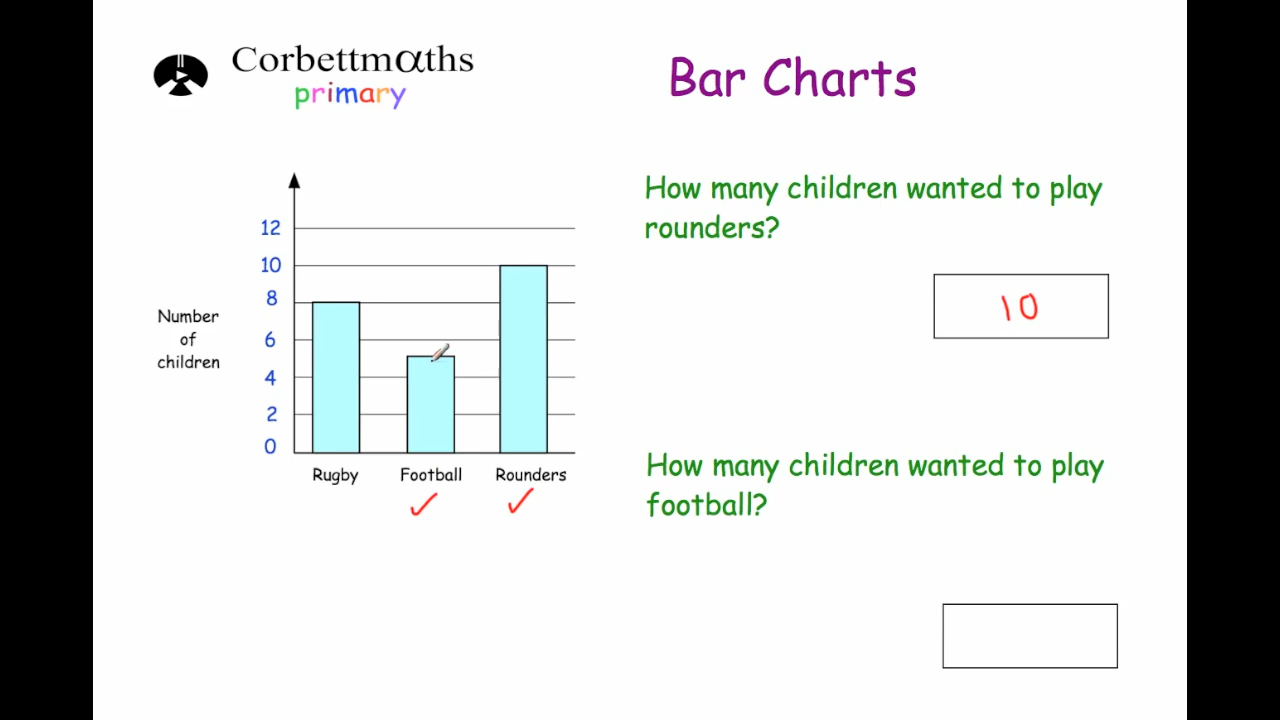 Corbettmαths
primary
Bar Charts
How many children wanted to play
rounders?
10
12
10
8
6
4
2
0
Number
of
children
Rugby Football Rounders
How many children wanted to play
football?